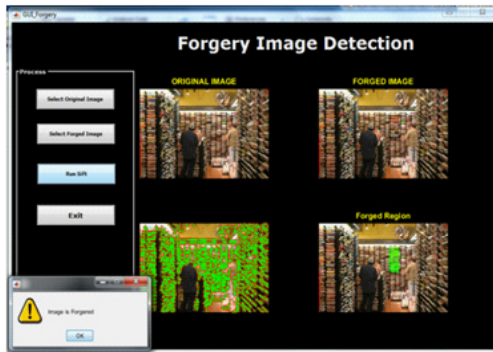 GUI_Forgery
Forgery Image Detection
Process
ORIGINAL IMAGE
FORGED IMAGE
Select Original Image
Select Forged Image
Run Sift
Exit
Forged Region
Image is Forgered
OK